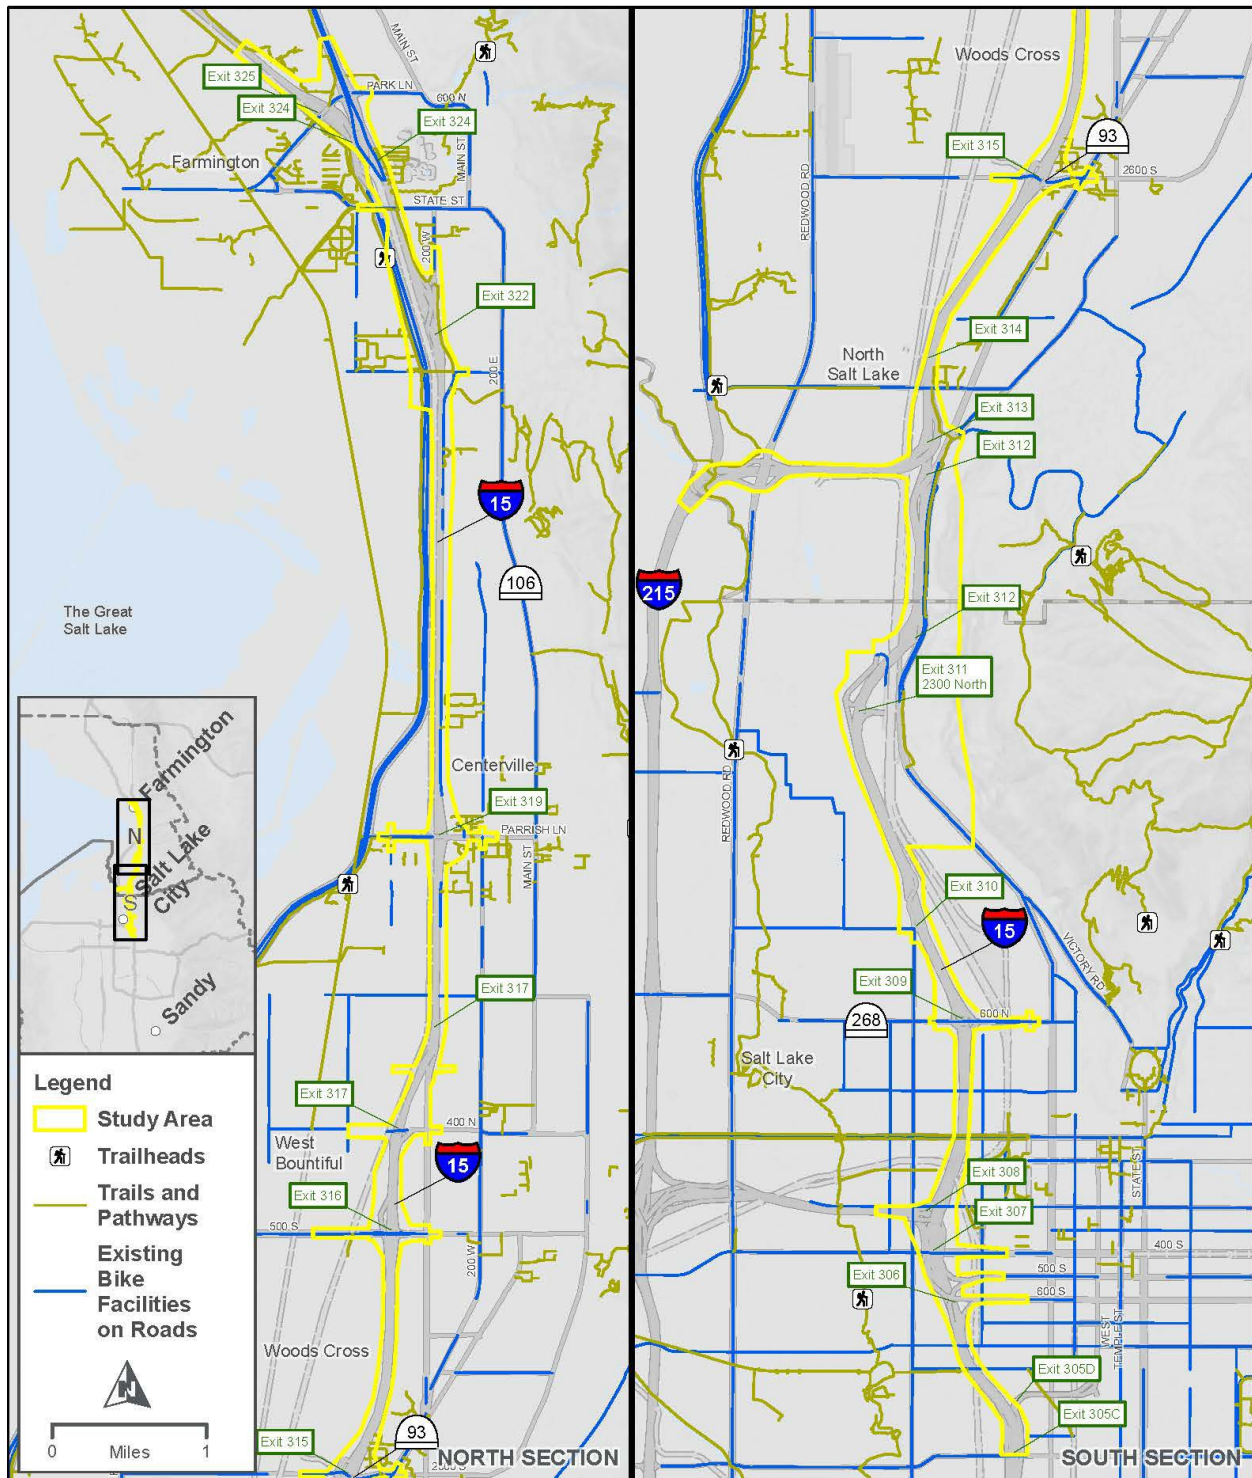 MAIN ST
Exit 325
PARK LN
600 N
Exit 324
Exit 324
MAIN ST
Farmington
STATE ST
200 W
Exit 322
200 E
15
106
The Great
Salt Lake
Centerville
Exit 319
PARRISH LN
MAIN ST
Exit 317
Exit 317
400 N
West
Bountiful
15
Exit 316
500 S
200 W
Woods Cross
93
Exit 315
NORTH SECTION
Farmington
N
Salt Lake
City
S
Sandy
Legend
Study Area
Trailheads
Trails and
Pathways
Existing
Bike
Facilities
on Roads
N
0 Miles 1
Woods Cross
REDWOOD RD
Exit 315
93
2600 S
Exit 314
North
Salt Lake
Exit 313
Exit 312
215
Exit 312
Exit 311
2300 North
REDWOOD RD
Exit 310
15
VICTORY RD
Exit 309
600 N
268
Salt Lake
City
STATE ST
Exit 308
Exit 307
400 S
500 S
Exit 306
600 S
WEST
TEMPLE ST
Exit 305D
Exit 305C
SOUTH SECTION